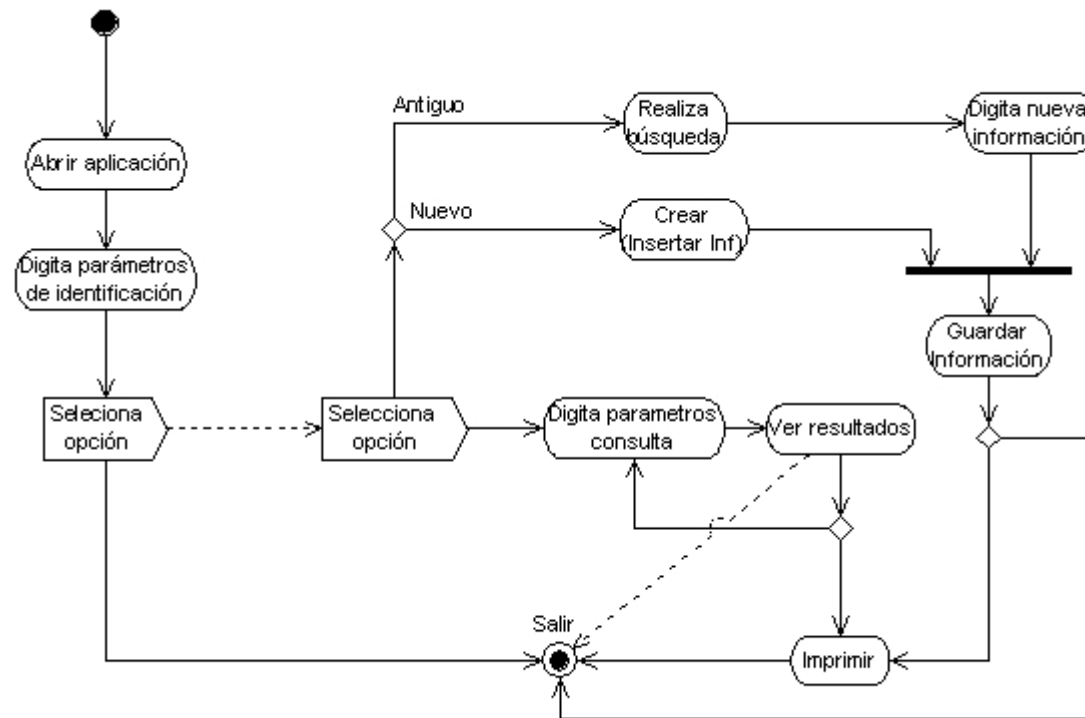 Antiguo
Realiza
búsqueda
Digita nueva
información
Abrir aplicación
Nuevo
Crear
(Insertar Inf)
Digita parámetros
de identificación
Guardar
Información
Seleciona
opción
Selecciona
opción
Digita parametros
consulta
Ver resultados
Salir
Imprimir